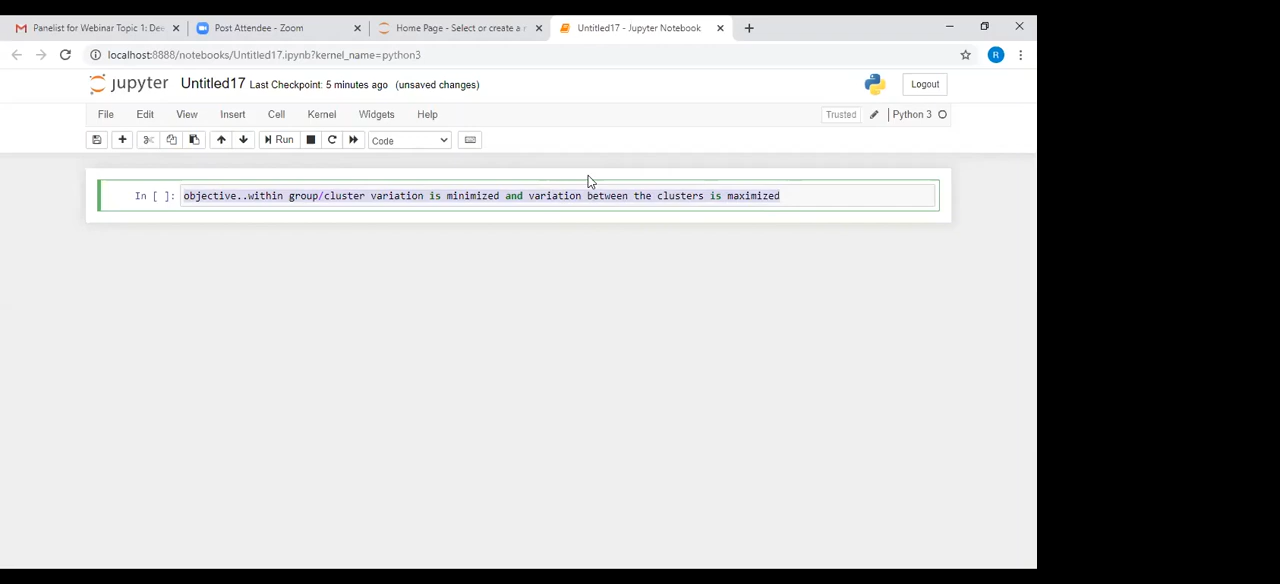 Panelist for Webinar Topic 1: Dee
Post Attendee - Zoom
Home Page - Select or create a n
Untitled17 - Jupyter Notebook
localhost:8888/notebooks/Untitled17.ipynb?kernel_name=python3
R
jupyter Untitled17 Last Checkpoint: 5 minutes ago (unsaved changes)
Logout
File Edit View Insert Cell Kernel Widgets Help
Trusted
Python 3
Run
Code
In [ ]: objective..within group/cluster variation is minimized and variation between the clusters is maximized